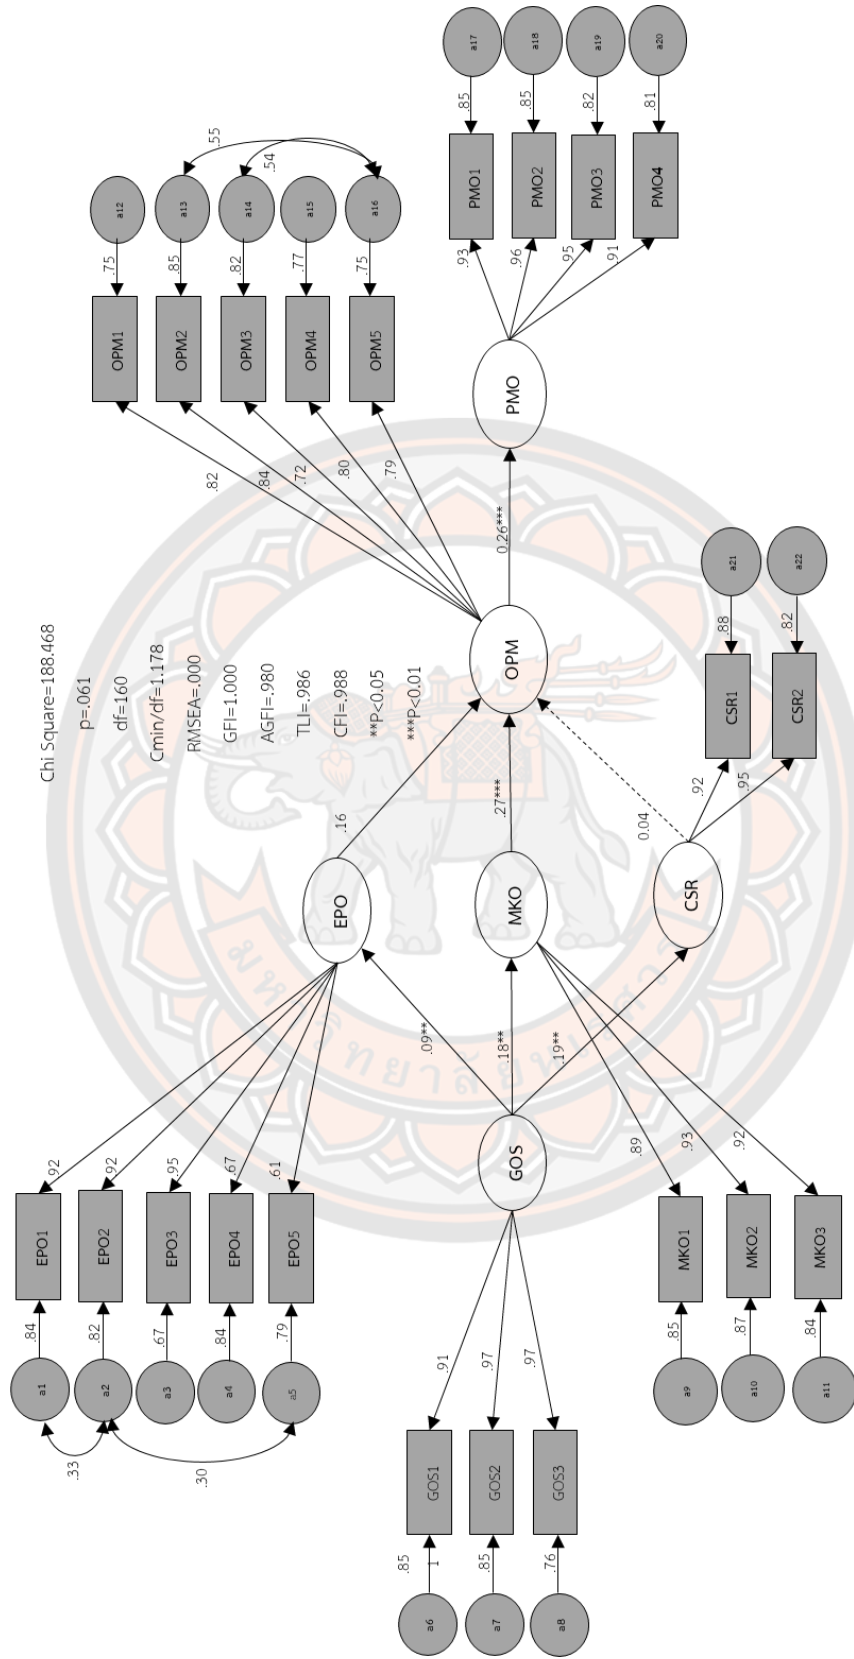 Chi Square=188.468
p=.061
df=160
Cmin/df=1.178
RMSEA=.000
GFI=1.000
AGFI=.980
TLI=.986
CFI=.988
**P<0.05
***P<0.01
a1
.84
EPO1
.92
a2
.82
EPO2
.92
a3
.67
EPO3
.95
a4
.84
EPO4
.67
a5
.79
EPO5
.61
.33
.30
EPO
.16
a6
.85
1
GOS1
.91
a7
.85
GOS2
.97
a8
.76
GOS3
.97
GOS
.09**
.18**
.19**
MKO
.27***
a9
.85
MKO1
.89
a10
.87
MKO2
.93
a11
.84
MKO3
.92
CSR
0.04
.92
CSR1
.88
a21
.95
CSR2
.82
a22
OPM
0.26***
.82
OPM1
.75
a12
.84
OPM2
.85
a13
.72
OPM3
.82
a14
.80
OPM4
.77
a15
.79
OPM5
.75
a16
.55
.54
PMO
.93
PMO1
.85
a17
.96
PMO2
.85
a18
.95
PMO3
.82
a19
.91
PMO4
.81
a20